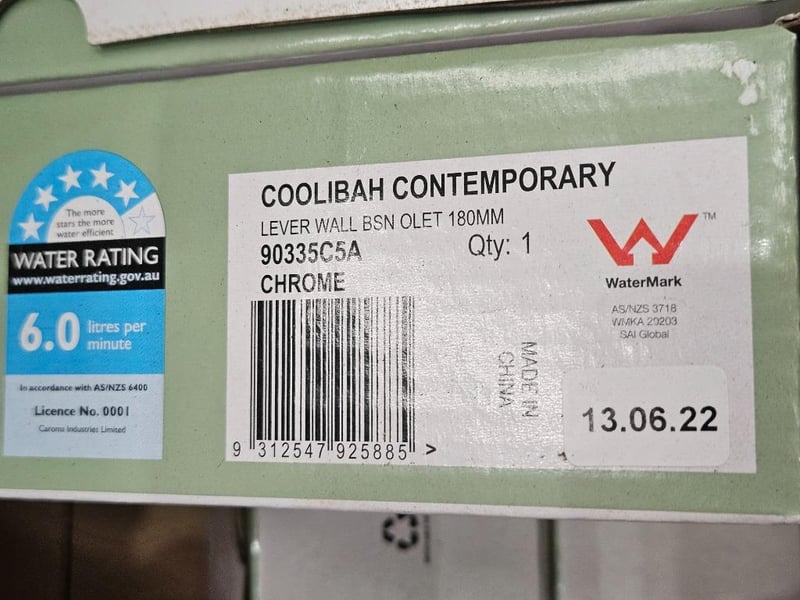 The more
stars the more
water efficient
WATER RATING
www.waterrating.gov.au
6.0 litres per
minute
In accordance with AS/NZS 6400
Licence No. 0001
Caroma Industries Limited
COOLIBAH CONTEMPORARY
LEVER WALL BSN OLET 180MM
90335C5A
Qty: 1
CHROME
TM
WaterMark
AS/NZS 3718
WMKA 20203
SAI Global
MADE IN
CHINA
13.06.22
9 312547 925885 >